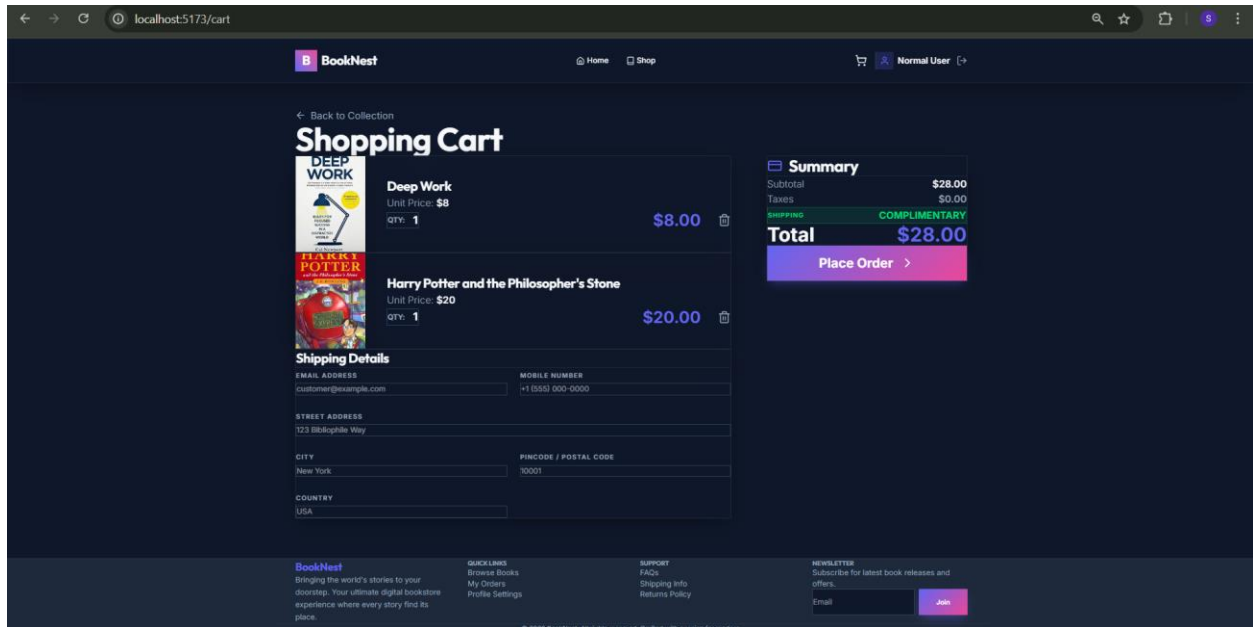 localhost:5173/cart
S
B BookNest
Home
Shop
Normal User
Back to Collection
Shopping Cart
DEEP
WORK
Deep Work
Unit Price: $8
QTY: 1
$8.00
HARRY
POTTER
and the Philosopher's Stone
Harry Potter and the Philosopher's Stone
Unit Price: $20
QTY: 1
$20.00
Summary
Subtotal $28.00
Taxes $0.00
SHIPPING COMPLIMENTARY
Total $28.00
Place Order
Shipping Details
EMAIL ADDRESS
customer@example.com
MOBILE NUMBER
+1 (555) 000-0000
STREET ADDRESS
123 Bibliophile Way
CITY
New York
PINCODE / POSTAL CODE
10001
COUNTRY
USA
BookNest
Bringing the world's stories to your
doorstep. Your ultimate digital bookstore
experience where every story find its
place.
QUICK LINKS
Browse Books
My Orders
Profile Settings
SUPPORT
FAQs
Shipping Info
Returns Policy
NEWSLETTER
Subscribe for latest book releases and
offers.
Email
Join